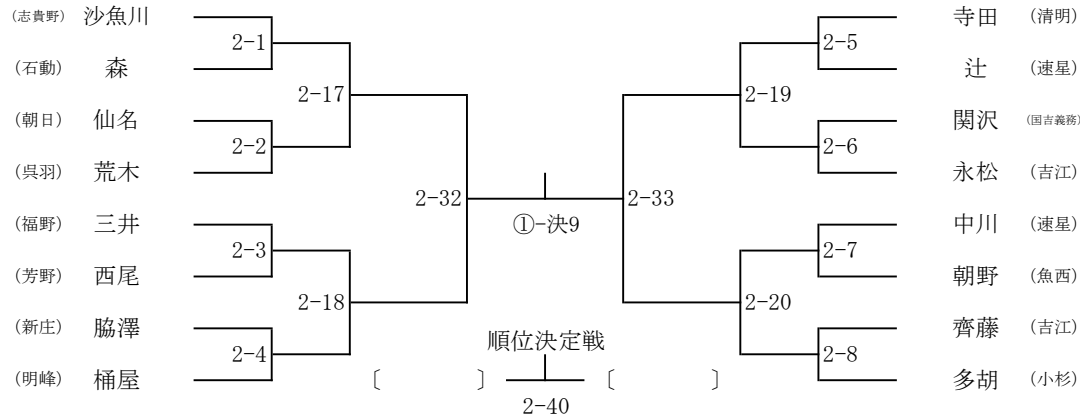 (志貴野) 沙魚川 寺田 (清明)
2-1 2-5
(石動) 森 辻 (速星)
2-17 2-19
(朝日) 仙名 関沢 (国吉義務)
2-2 2-6
(呉羽) 荒木 永松 (吉江)
2-32 2-33
①-決9
(福野) 三井 中川 (速星)
2-3 2-7
(芳野) 西尾 朝野 (魚西)
2-18 2-20
(新庄) 脇澤 齊藤 (吉江)
順位決定戦
2-4 2-8
(明峰) 桶屋 〔 〕 〔 〕 多胡 (小杉)
2-40